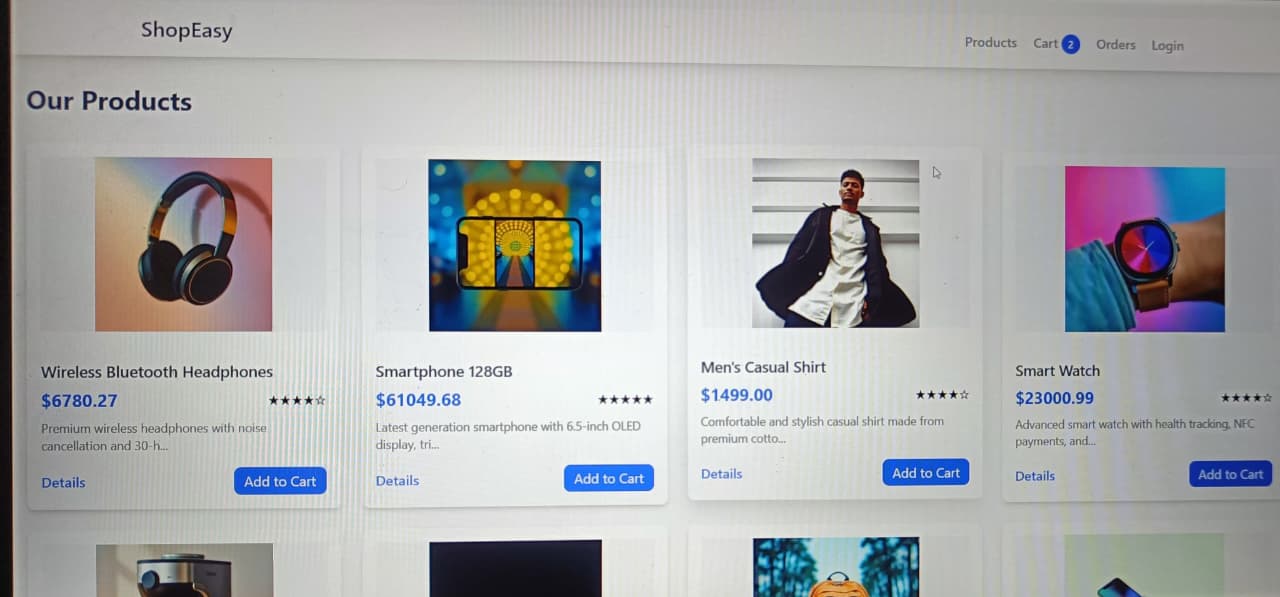 ShopEasy
Products Cart 2 Orders Login
Our Products
Wireless Bluetooth Headphones
$6780.27 ★★★★☆
Premium wireless headphones with noise
cancellation and 30-h...
Details Add to Cart
Smartphone 128GB
$61049.68 ★★★★★
Latest generation smartphone with 6.5-inch OLED
display, tri...
Details Add to Cart
Men's Casual Shirt
$1499.00 ★★★★☆
Comfortable and stylish casual shirt made from
premium cotto...
Details Add to Cart
Smart Watch
$23000.99 ★★★★☆
Advanced smart watch with health tracking, NFC
payments, and...
Details Add to Cart